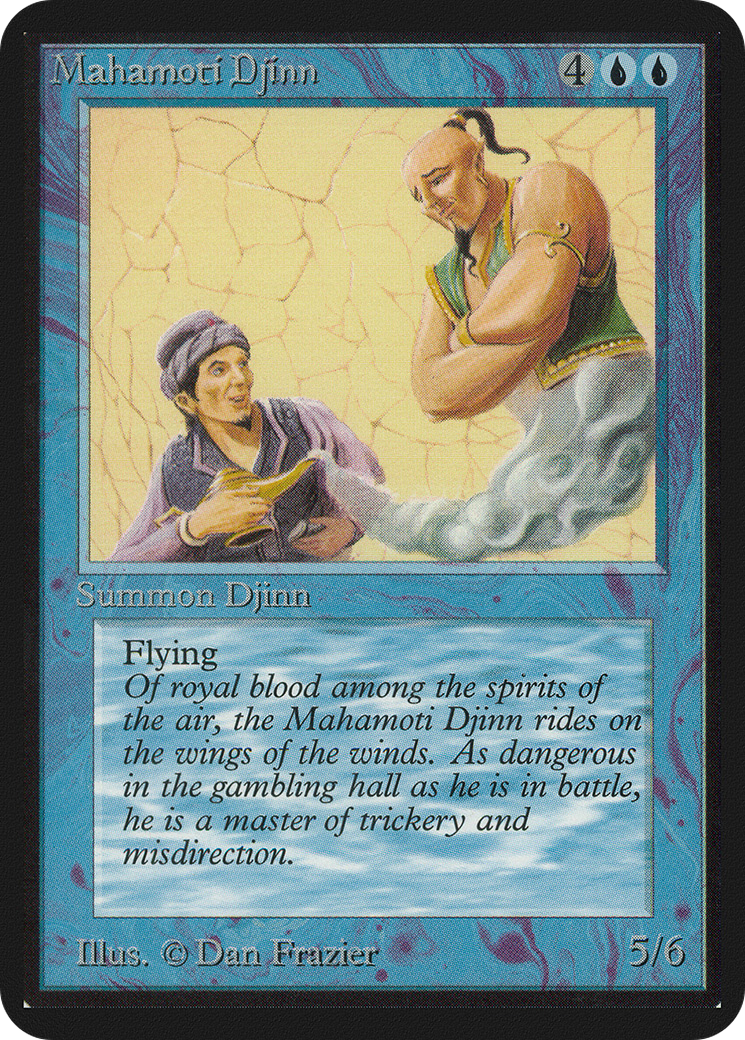 Mahamoti Djinn 4
Summon Djinn
Flying
Of royal blood among the spirits of
the air, the Mahamoti Djinn rides on
the wings of the winds. As dangerous
in the gambling hall as he is in battle,
he is a master of trickery and
misdirection.
Illus. © Dan Frazier 5/6